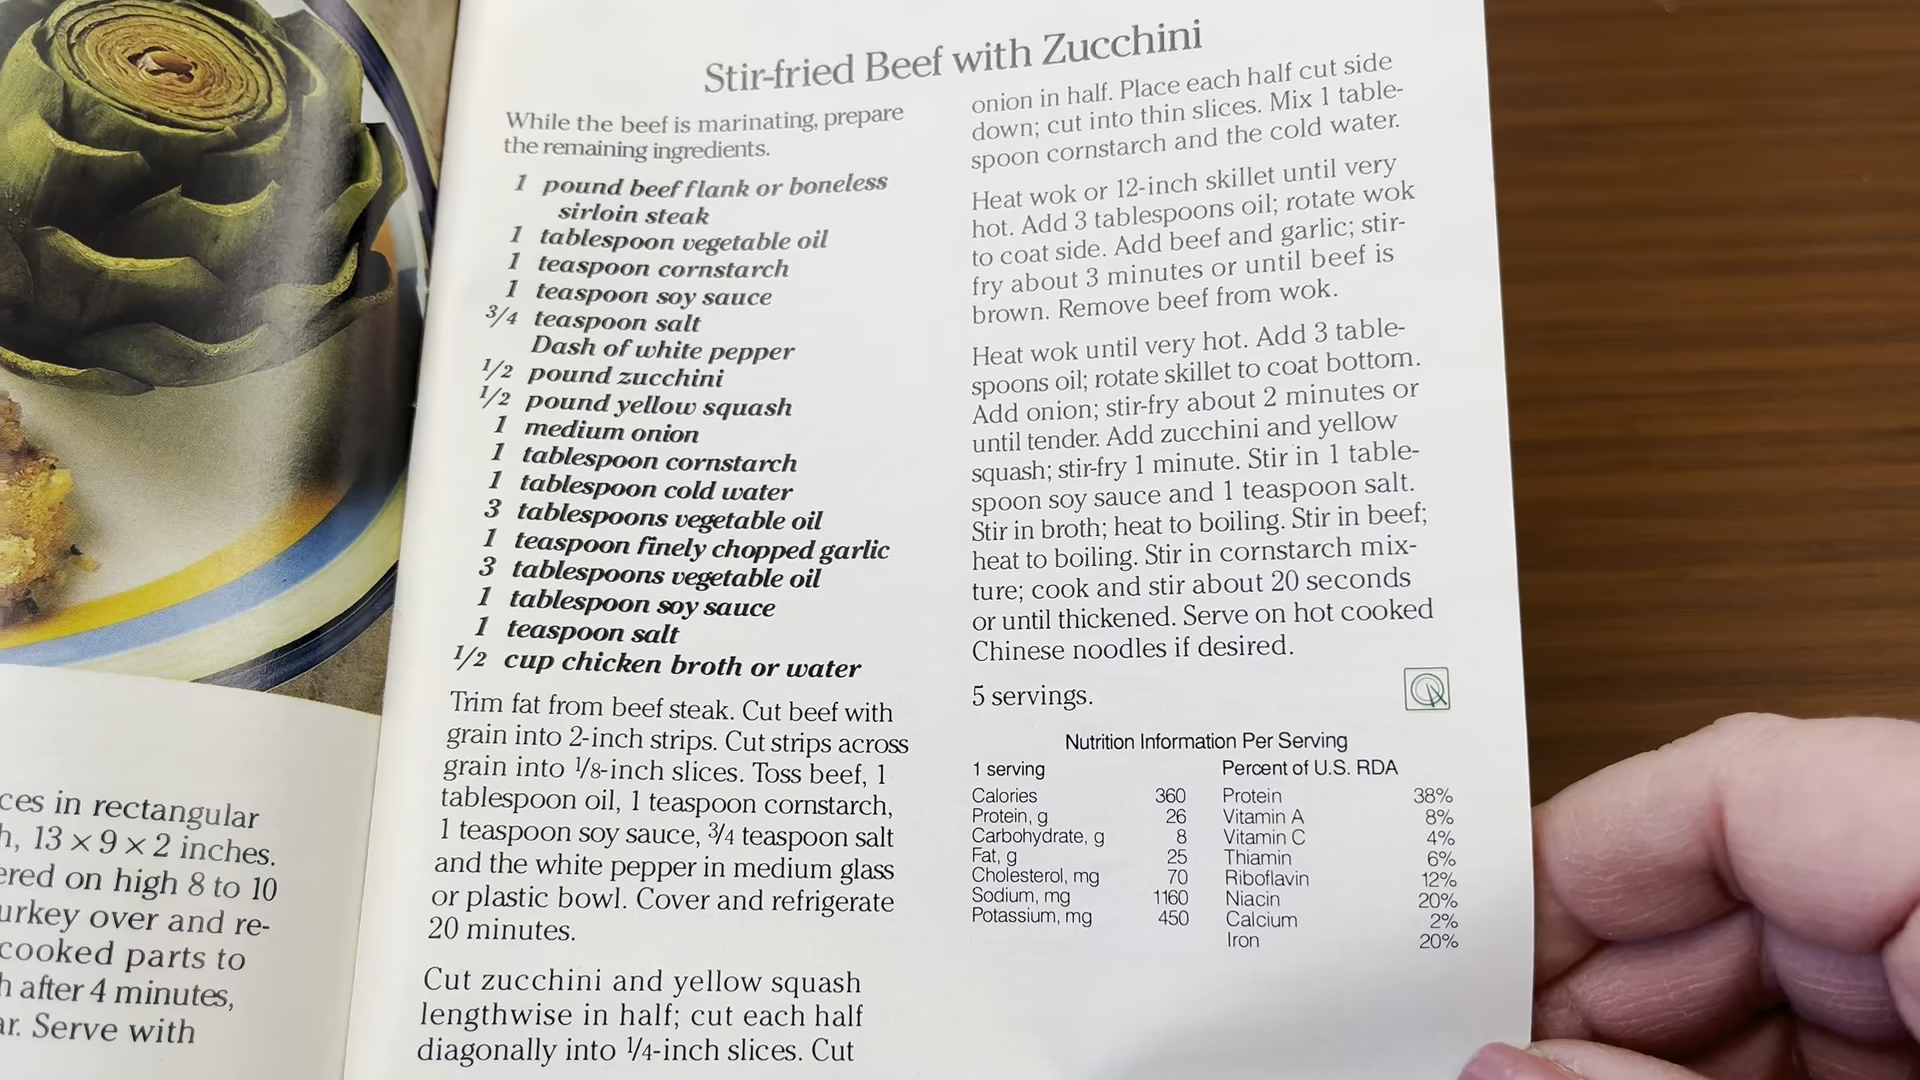 Stir-fried Beef with Zucchini
While the beef is marinating, prepare
the remaining ingredients.
1 pound beef flank or boneless
sirloin steak
1 tablespoon vegetable oil
1 teaspoon cornstarch
1 teaspoon soy sauce
3/4 teaspoon salt
Dash of white pepper
1/2 pound zucchini
1/2 pound yellow squash
1 medium onion
1 tablespoon cornstarch
1 tablespoon cold water
3 tablespoons vegetable oil
1 teaspoon finely chopped garlic
3 tablespoons vegetable oil
1 tablespoon soy sauce
1 teaspoon salt
1/2 cup chicken broth or water
Trim fat from beef steak. Cut beef with
grain into 2-inch strips. Cut strips across
grain into 1/8-inch slices. Toss beef, 1
tablespoon oil, 1 teaspoon cornstarch,
1 teaspoon soy sauce, 3/4 teaspoon salt
and the white pepper in medium glass
or plastic bowl. Cover and refrigerate
20 minutes.
Cut zucchini and yellow squash
lengthwise in half; cut each half
diagonally into 1/4-inch slices. Cut
onion in half. Place each half cut side
down; cut into thin slices. Mix 1 table-
spoon cornstarch and the cold water.
Heat wok or 12-inch skillet until very
hot. Add 3 tablespoons oil; rotate wok
to coat side. Add beef and garlic; stir-
fry about 3 minutes or until beef is
brown. Remove beef from wok.
Heat wok until very hot. Add 3 table-
spoons oil; rotate skillet to coat bottom.
Add onion; stir-fry about 2 minutes or
until tender. Add zucchini and yellow
squash; stir-fry 1 minute. Stir in 1 table-
spoon soy sauce and 1 teaspoon salt.
Stir in broth; heat to boiling. Stir in beef;
heat to boiling. Stir in cornstarch mix-
ture; cook and stir about 20 seconds
or until thickened. Serve on hot cooked
Chinese noodles if desired.
5 servings.
Nutrition Information Per Serving
1 serving Percent of U.S. RDA
Calories 360 Protein 38%
Protein, g 26 Vitamin A 8%
Carbohydrate, g 8 Vitamin C 4%
Fat, g 25 Thiamin 6%
Cholesterol, mg 70 Riboflavin 12%
Sodium, mg 1160 Niacin 20%
Potassium, mg 450 Calcium 2%
Iron 20%
in rectangular
13 × 9 × 2 inches.
on high 8 to 10
over and re-
cooked parts to
after 4 minutes,
Serve with